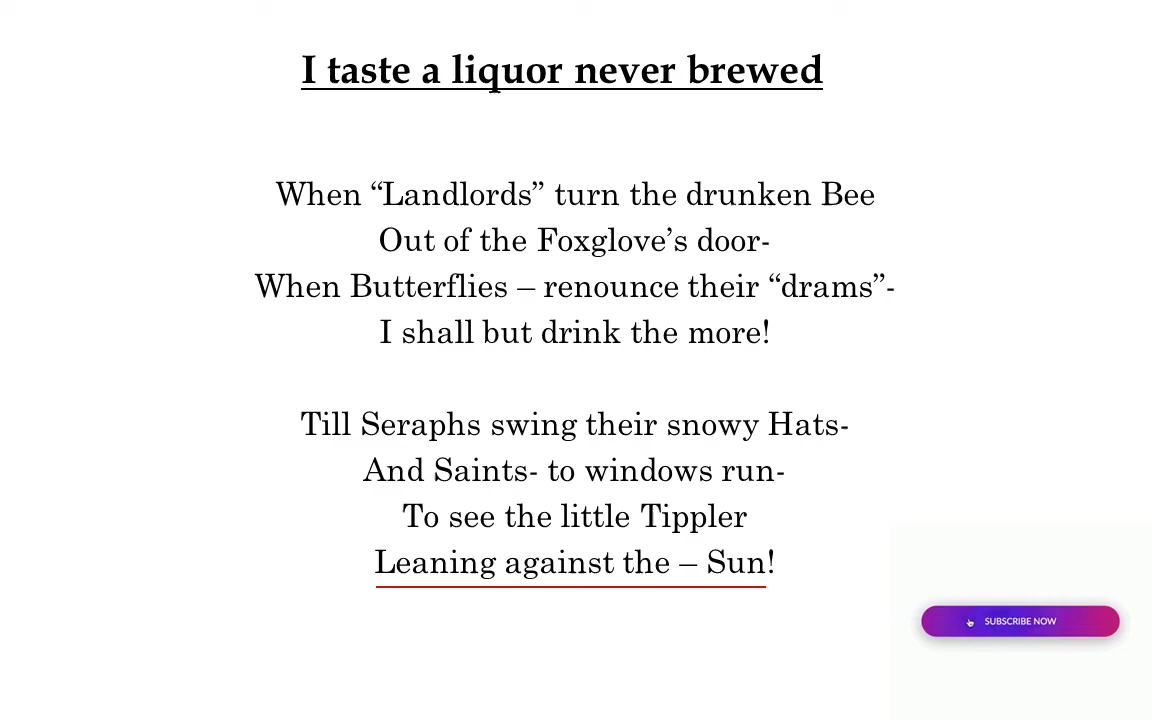 I taste a liquor never brewed
When “Landlords” turn the drunken Bee
Out of the Foxglove’s door-
When Butterflies – renounce their “drams”-
I shall but drink the more!
Till Seraphs swing their snowy Hats-
And Saints- to windows run-
To see the little Tippler
Leaning against the – Sun!
SUBSCRIBE NOW